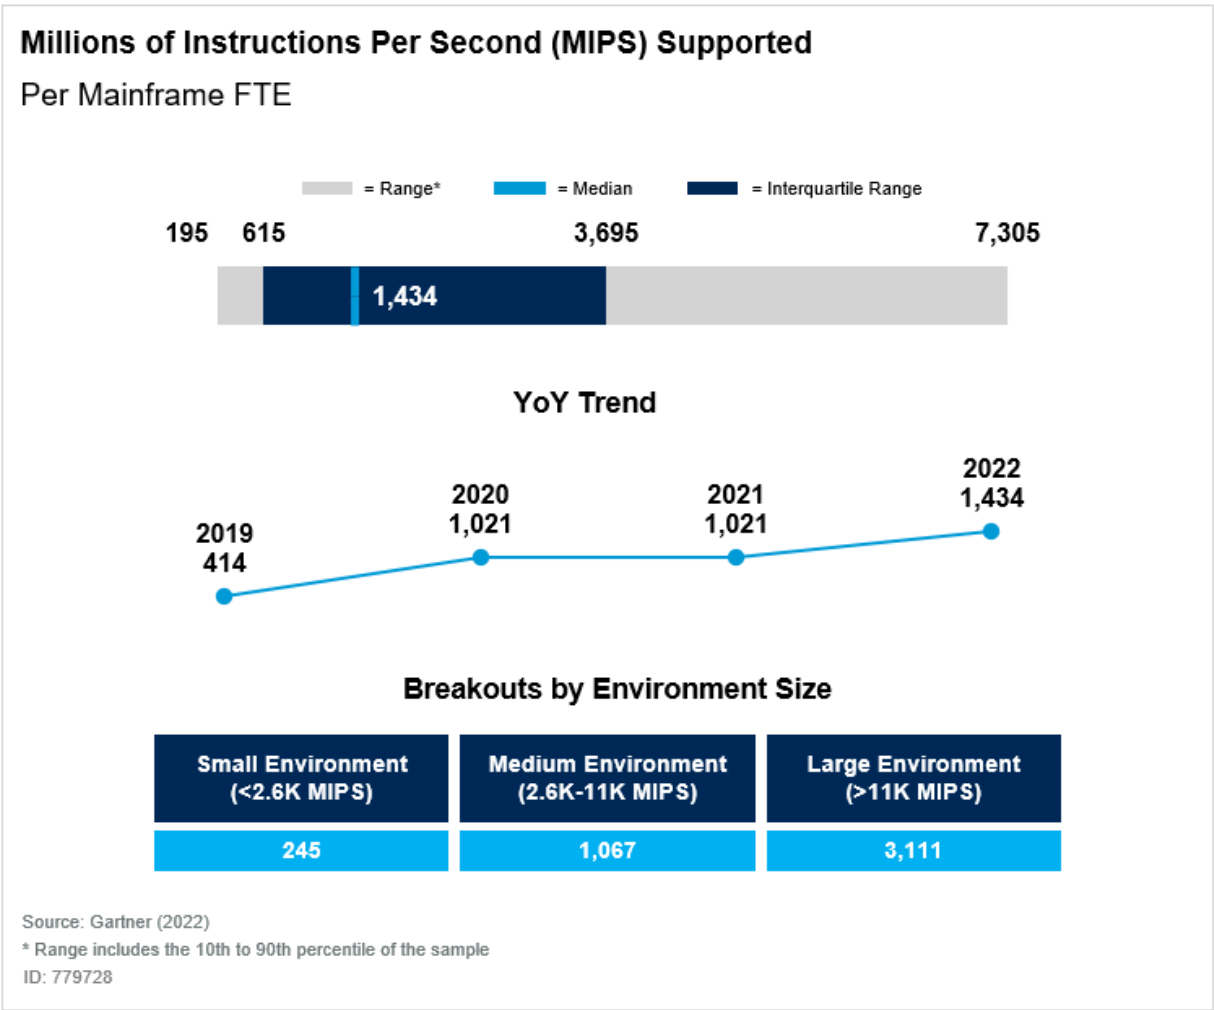 Millions of Instructions Per Second (MIPS) Supported
Per Mainframe FTE
= Range* = Median = Interquartile Range
195 615 3,695 7,305
1,434
YoY Trend
2019
414
2020
1,021
2021
1,021
2022
1,434
Breakouts by Environment Size
Small Environment
(<2.6K MIPS)
245
Medium Environment
(2.6K-11K MIPS)
1,067
Large Environment
(>11K MIPS)
3,111
Source: Gartner (2022)
* Range includes the 10th to 90th percentile of the sample
ID: 779728